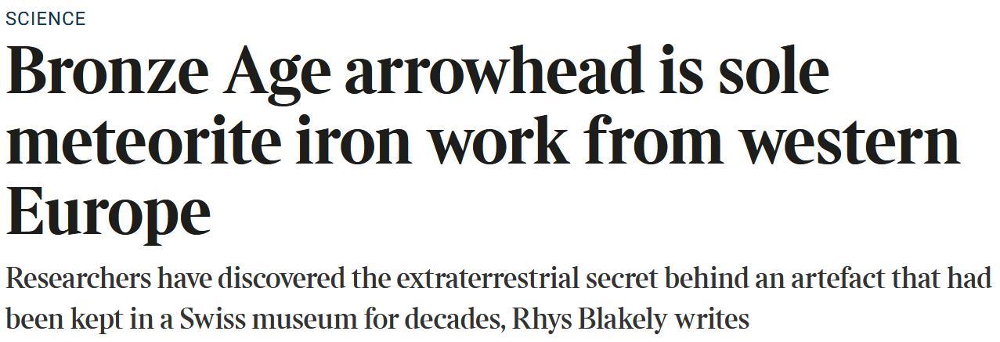 SCIENCE
Bronze Age arrowhead is sole
meteorite iron work from western
Europe
Researchers have discovered the extraterrestrial secret behind an artefact that had
been kept in a Swiss museum for decades, Rhys Blakely writes